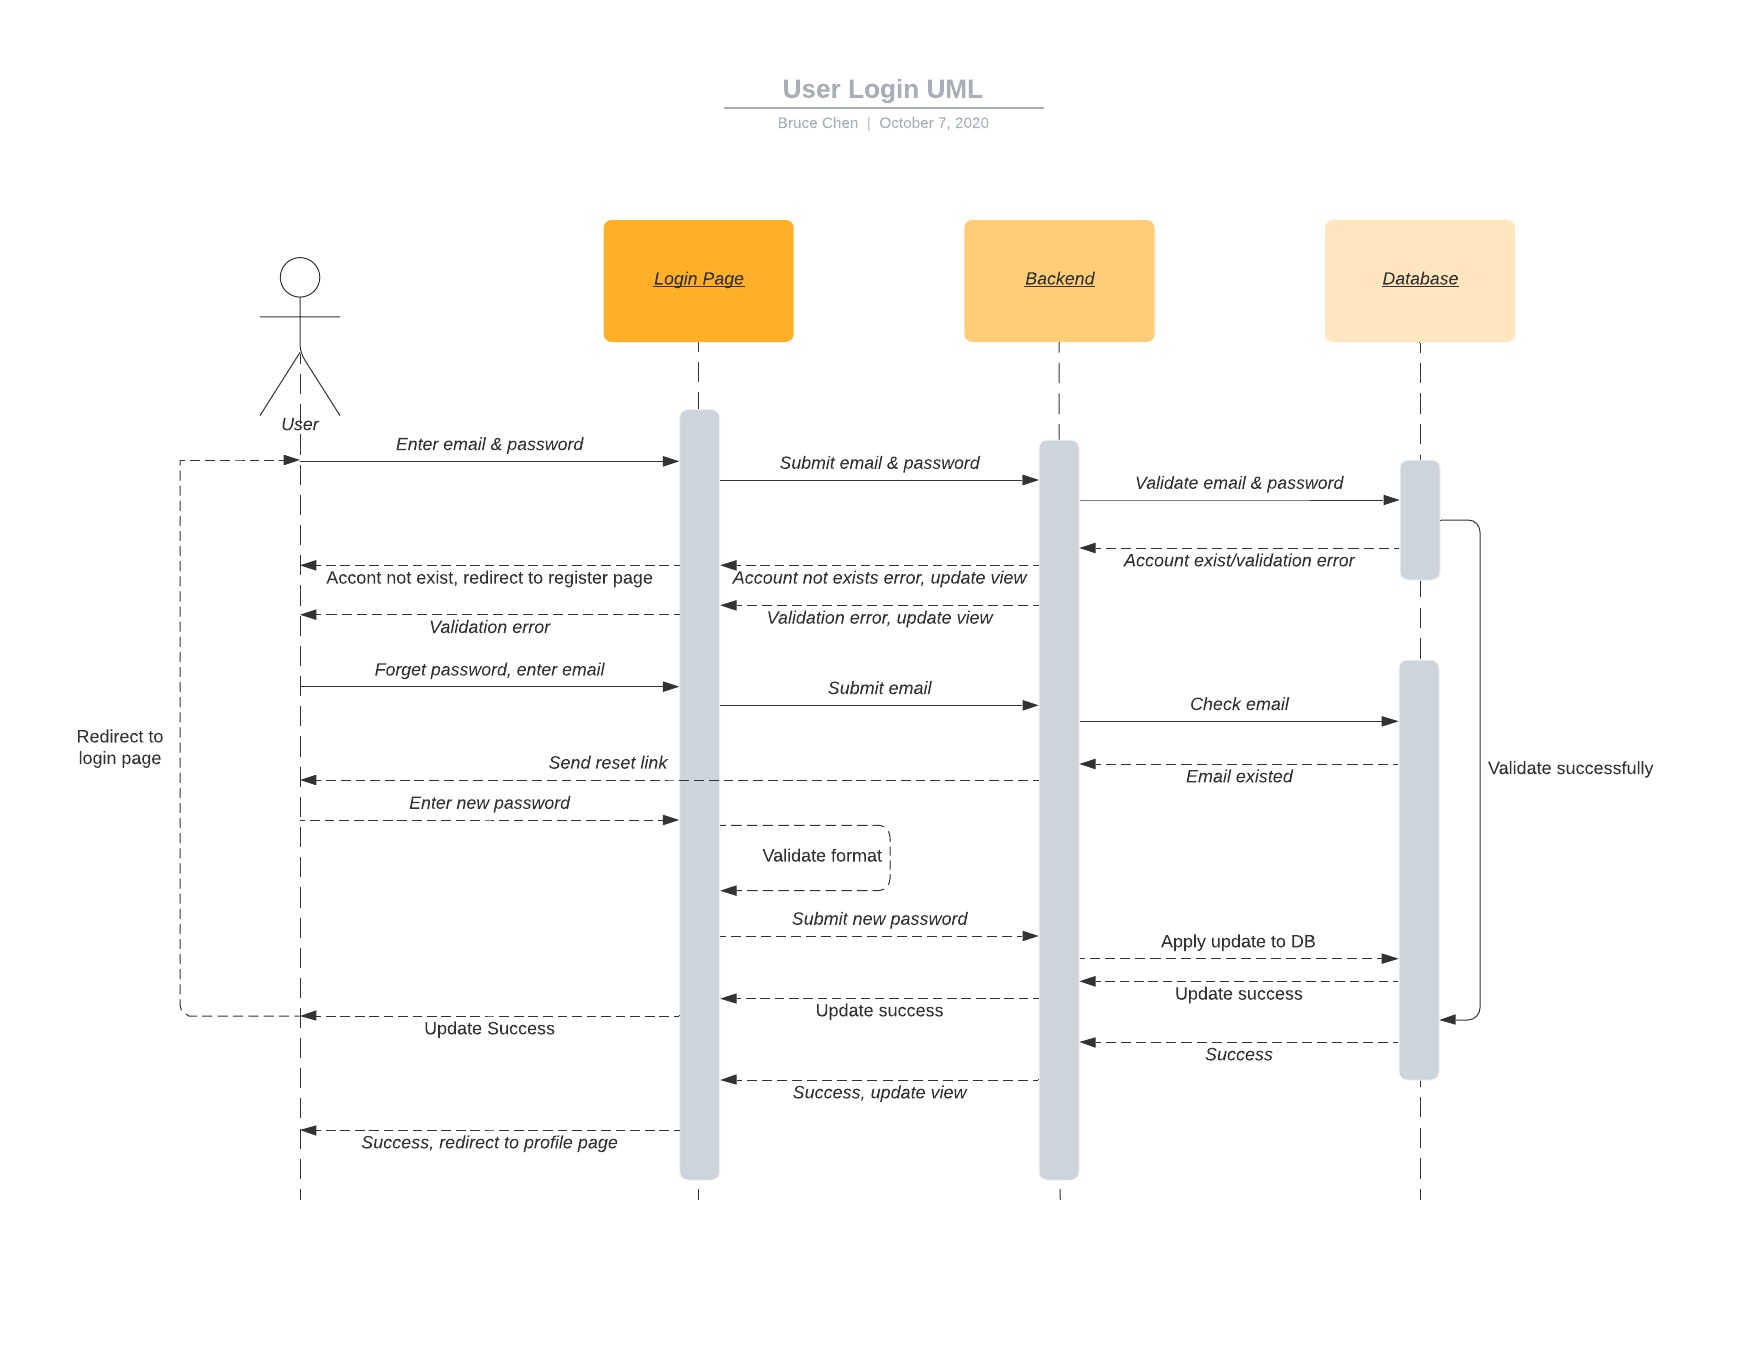 User Login UML
Bruce Chen | October 7, 2020
Login Page
Backend
Database
User
Enter email & password
Submit email & password
Validate email & password
Account exist/validation error
Accont not exist, redirect to register page
Account not exists error, update view
Validation error, update view
Validation error
Forget password, enter email
Submit email
Check email
Redirect to
login page
Send reset link
Email existed
Validate successfully
Enter new password
Validate format
Submit new password
Apply update to DB
Update success
Update success
Update Success
Success
Success, update view
Success, redirect to profile page